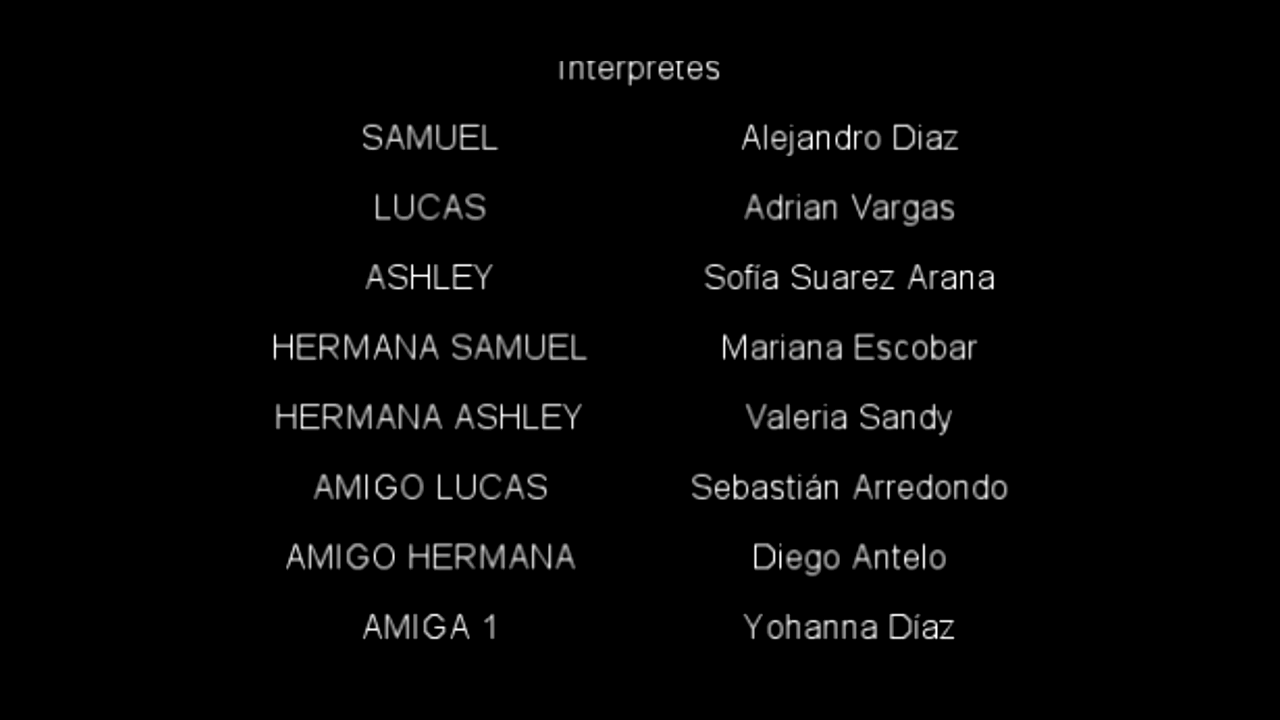 Interpretes
SAMUEL Alejandro Diaz
LUCAS Adrian Vargas
ASHLEY Sofía Suarez Arana
HERMANA SAMUEL Mariana Escobar
HERMANA ASHLEY Valeria Sandy
AMIGO LUCAS Sebastián Arredondo
AMIGO HERMANA Diego Antelo
AMIGA 1 Yohanna Díaz